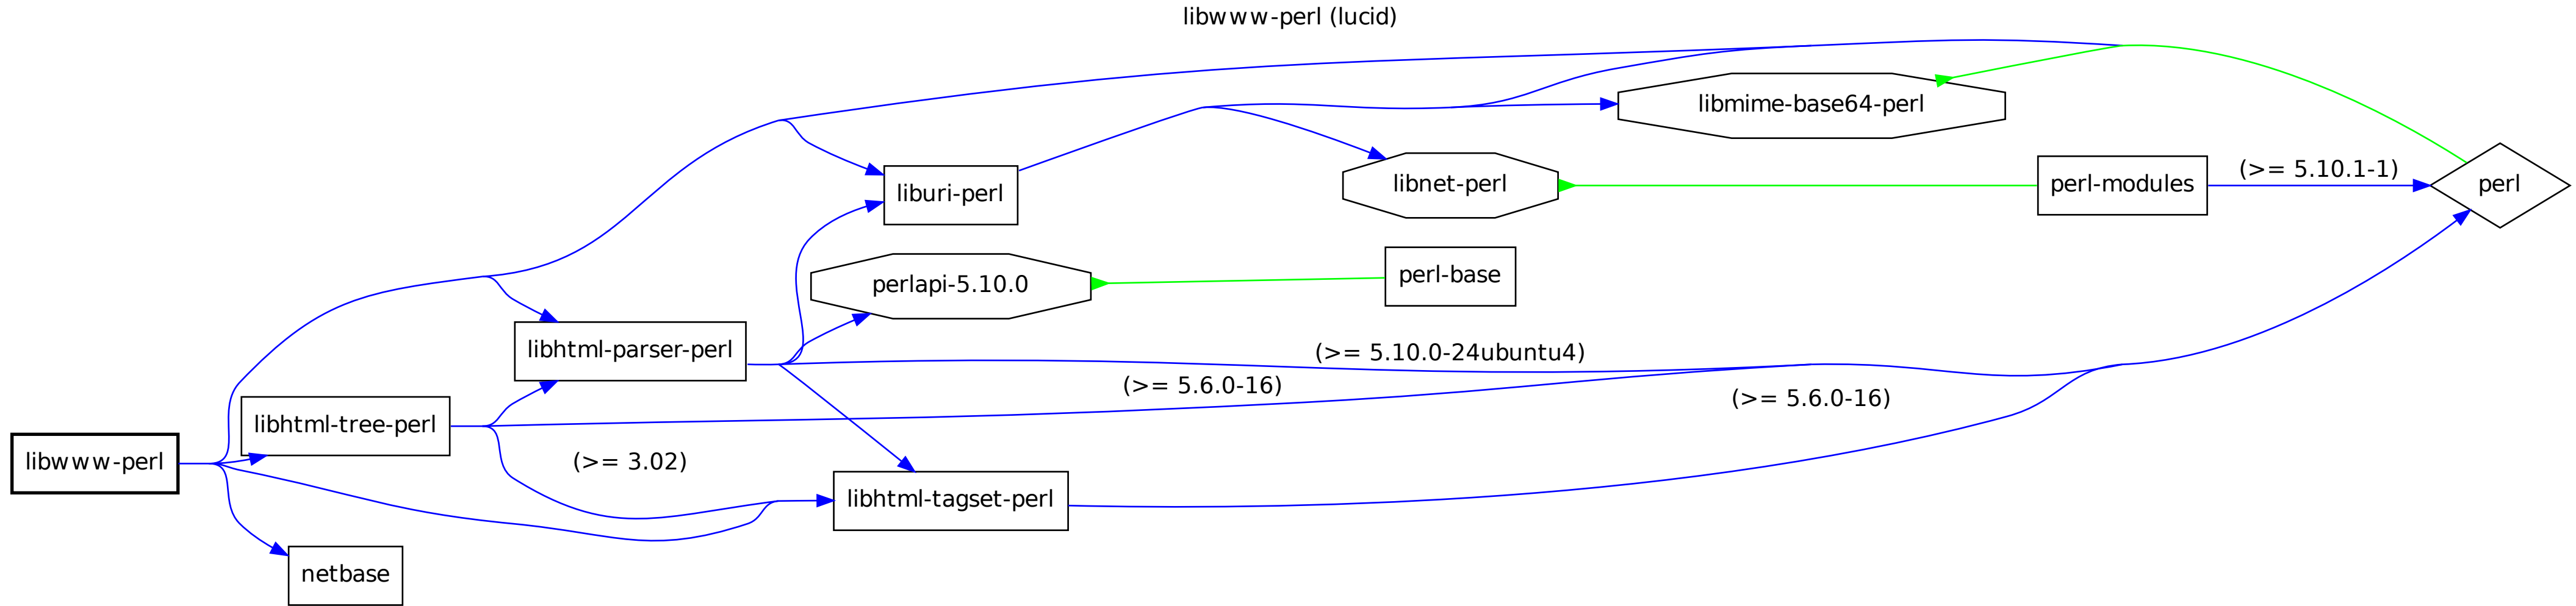 libwww-perl (lucid)
libmime-base64-perl
(>= 5.10.1-1)
libnet-perl
perl-modules
perl
liburi-perl
perl-base
perlapi-5.10.0
libhtml-parser-perl
(>= 5.10.0-24ubuntu4)
(>= 5.6.0-16)
(>= 5.6.0-16)
libhtml-tree-perl
libwww-perl
(>= 3.02)
libhtml-tagset-perl
netbase